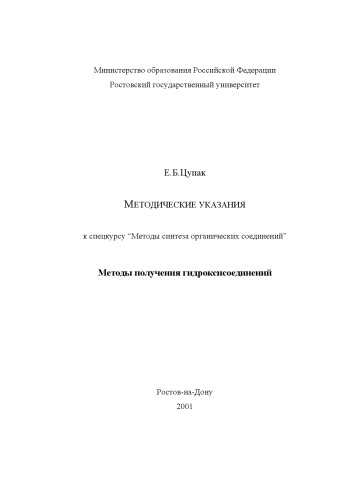 Министерство образования Российской Федерации
Ростовский государственный университет
Е.Б.Цупак
МЕТОДИЧЕСКИЕ УКАЗАНИЯ
к спецкурсу “Методы синтеза органических соединений”
Методы получения гидроксисоединений
Ростов-на-Дону
2001